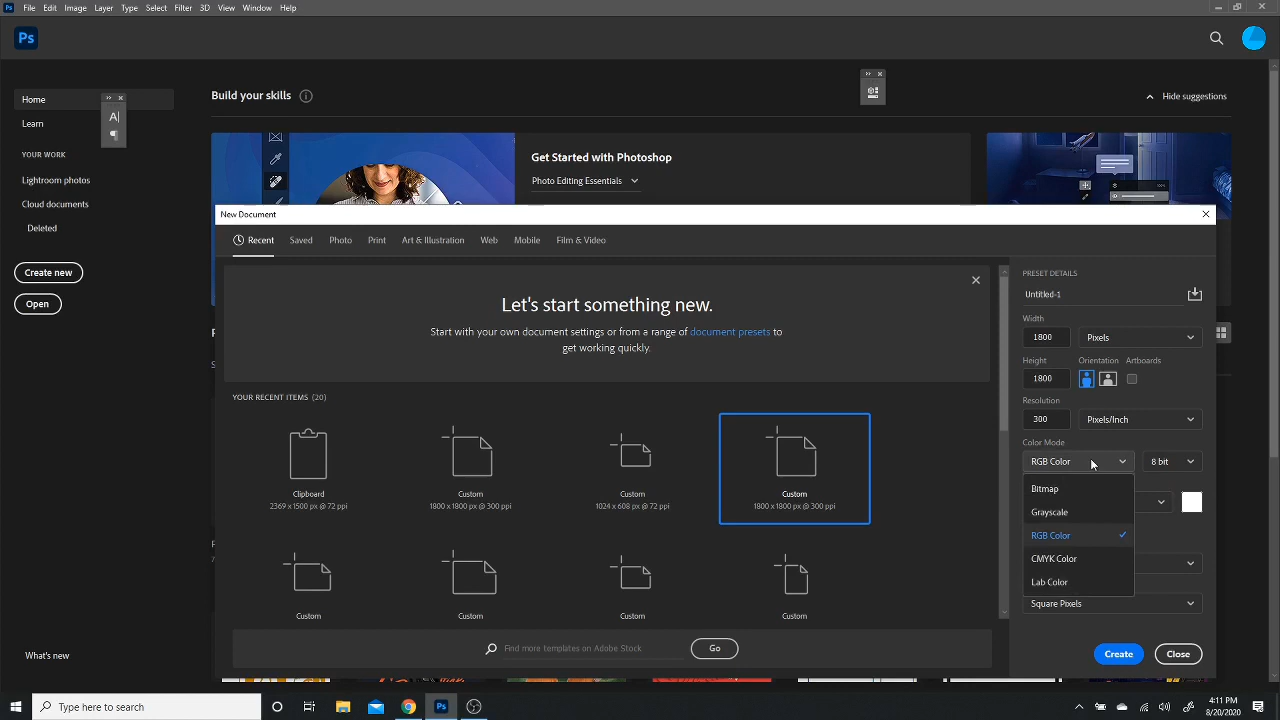 Ps File Edit Image Layer Type Select Filter 3D View Window Help
Ps
Home
Learn
YOUR WORK
Lightroom photos
Cloud documents
Deleted
Create new
Open
What's new
A|
¶
Build your skills
Hide suggestions
Get Started with Photoshop
Photo Editing Essentials
New Document
Recent Saved Photo Print Art & Illustration Web Mobile Film & Video
Let's start something new.
Start with your own document settings or from a range of document presets to
get working quickly.
YOUR RECENT ITEMS (20)
Clipboard
2369 x 1500 px @ 72 ppi
Custom
1800 x 1800 px @ 300 ppi
Custom
1024 x 608 px @ 72 ppi
Custom
1800 x 1800 px @ 300 ppi
Custom
Custom
Custom
Custom
Find more templates on Adobe Stock
Go
PRESET DETAILS
Untitled-1
Width
1800 Pixels
Height Orientation Artboards
1800
Resolution
300 Pixels/Inch
Color Mode
RGB Color 8 bit
Bitmap
Grayscale
RGB Color
CMYK Color
Lab Color
Square Pixels
Create Close
Type here to search
Ps
4:11 PM
8/20/2020